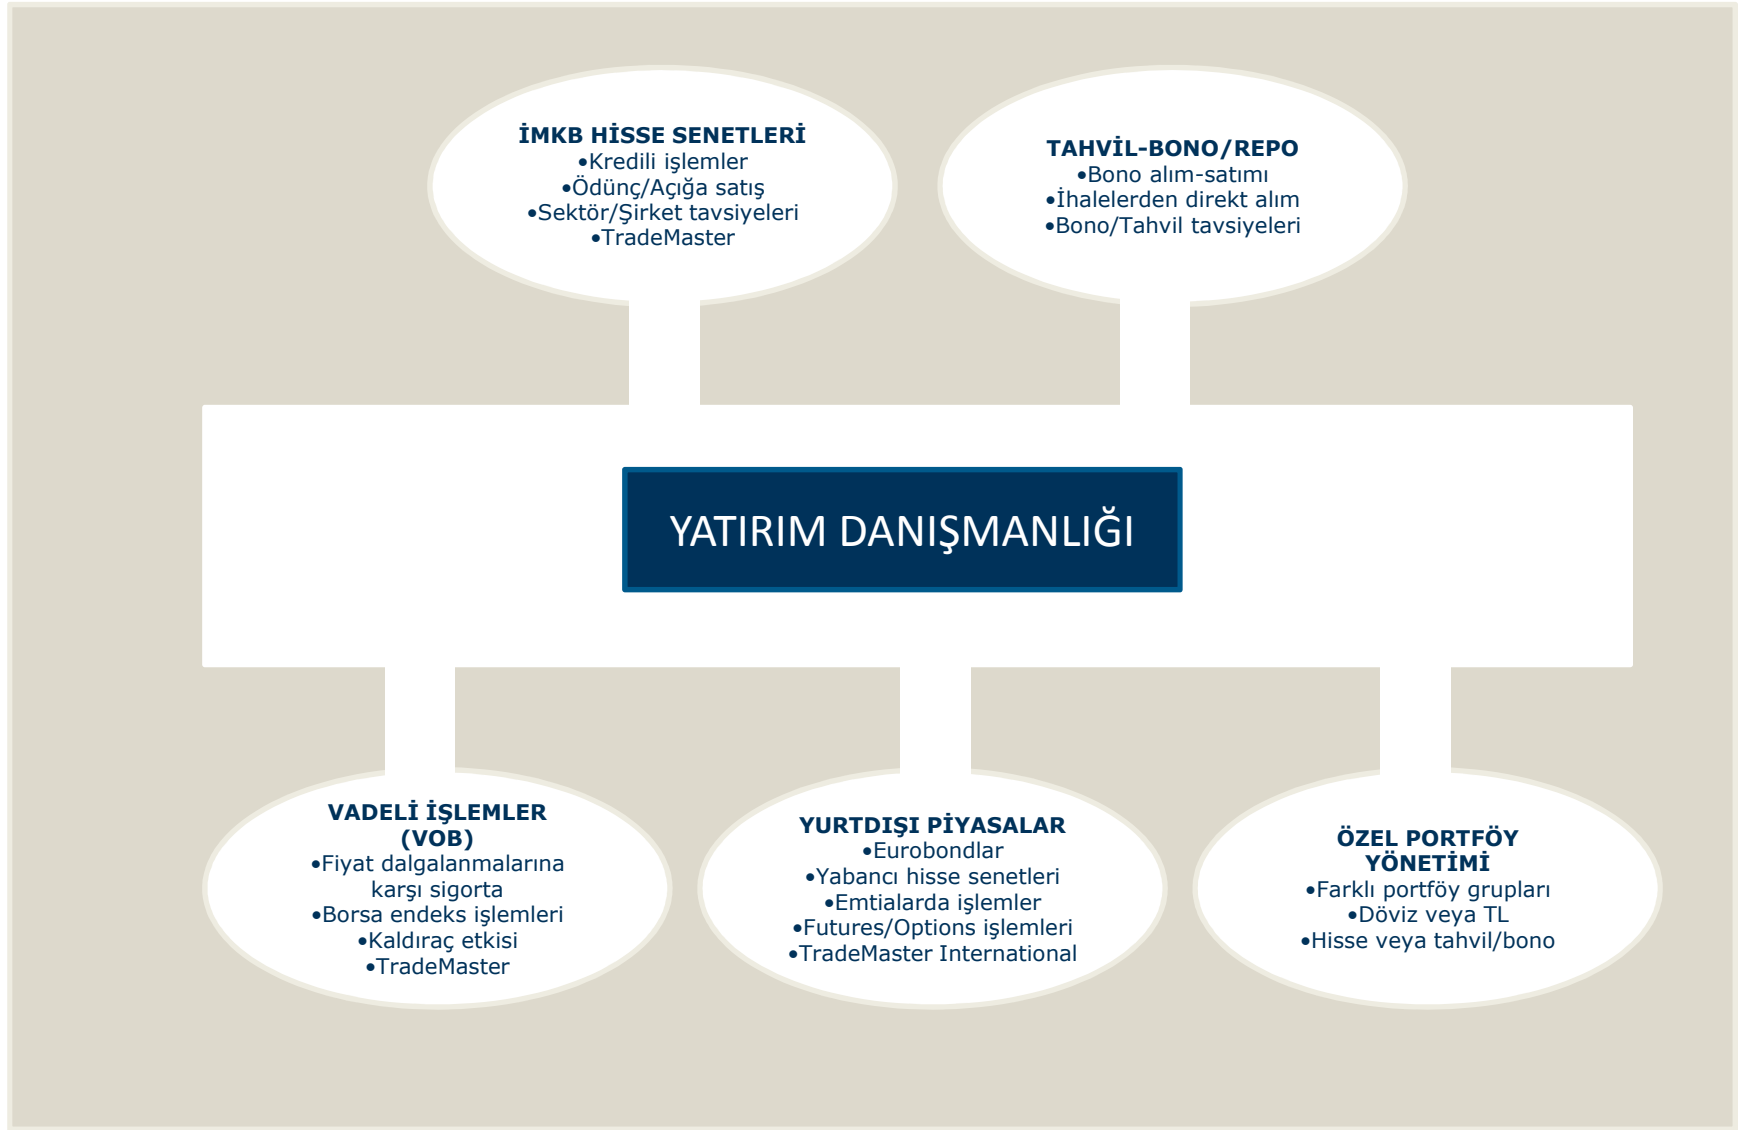 İMKB HİSSE SENETLERİ
•Kredili işlemler
•Ödünç/Açığa satış
•Sektör/Şirket tavsiyeleri
•TradeMaster
TAHVİL-BONO/REPO
•Bono alım-satımı
•İhalelerden direkt alım
•Bono/Tahvil tavsiyeleri
YATIRIM DANIŞMANLIĞI
VADELİ İŞLEMLER
(VOB)
•Fiyat dalgalanmalarına
karşı sigorta
•Borsa endeks işlemleri
•Kaldıraç etkisi
•TradeMaster
YURTDIŞI PİYASALAR
•Eurobondlar
•Yabancı hisse senetleri
•Emtialarda işlemler
•Futures/Options işlemleri
•TradeMaster International
ÖZEL PORTFÖY
YÖNETİMİ
•Farklı portföy grupları
•Döviz veya TL
•Hisse veya tahvil/bono